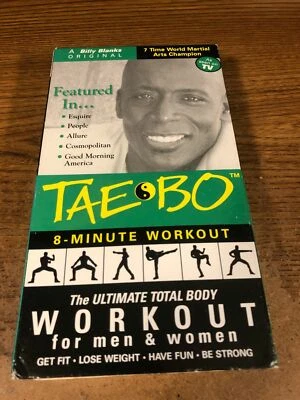 A Billy Blanks
ORIGINAL
7 Time World Martial
Arts Champion
As
Seen on
TV
Featured
In...
• Esquire
• People
• Allure
• Cosmopolitan
• Good Morning
America
TAE BO™
8-MINUTE WORKOUT
The ULTIMATE TOTAL BODY
WORKOUT
for men & women
GET FIT • LOSE WEIGHT • HAVE FUN • BE STRONG